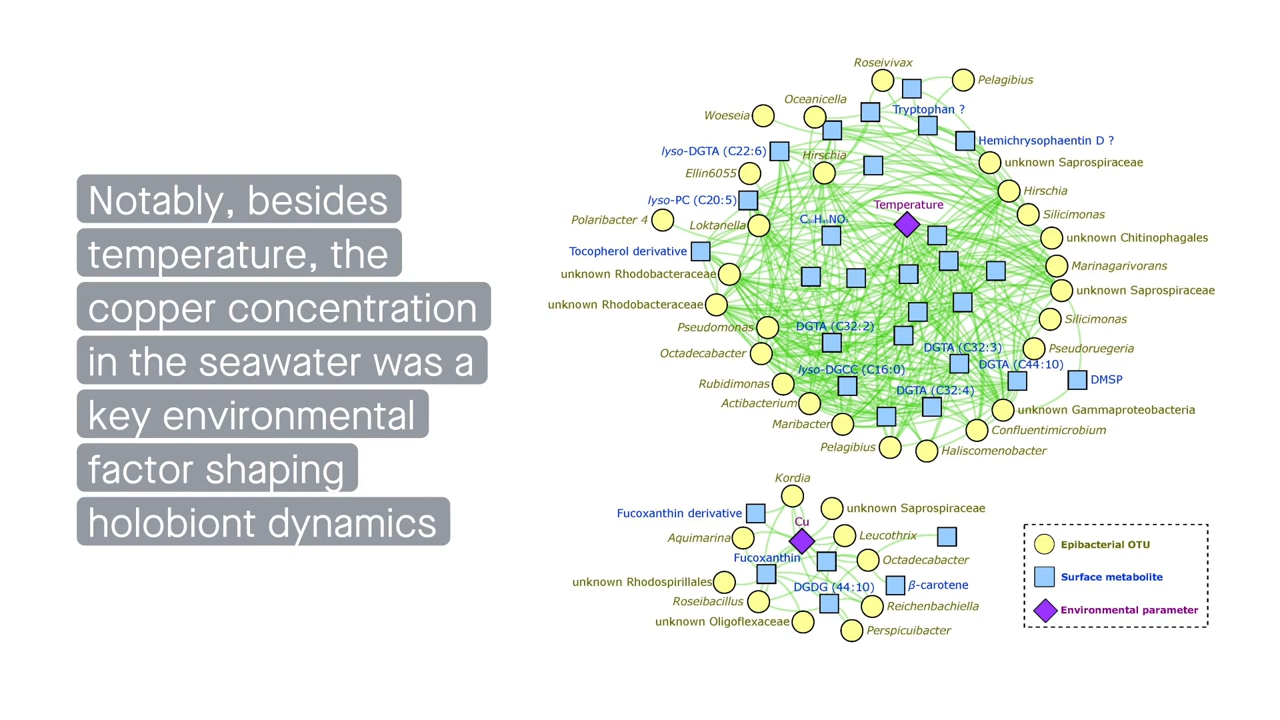 Notably, besides
temperature, the
copper concentration
in the seawater was a
key environmental
factor shaping
holobiont dynamics
Roseivivax
Pelagibius
Oceanicella
Woeseia
Tryptophan ?
Hemichrysophaentin D ?
lyso-DGTA (C22:6)
Hirschia
unknown Saprospiraceae
Ellin6055
Hirschia
lyso-PC (C20:5)
Temperature
Silicimonas
Polaribacter 4
Loktanella
unknown Chitinophagales
Tocopherol derivative
Marinagarivorans
unknown Rhodobacteraceae
unknown Saprospiraceae
unknown Rhodobacteraceae
Silicimonas
Pseudomonas
DGTA (C32:2)
Octadecabacter
DGTA (C32:3)
Pseudoruegeria
DGTA (C44:10)
lyso-DGCC (C16:0)
DMSP
Rubidimonas
DGTA (C32:4)
Actibacterium
unknown Gammaproteobacteria
Maribacter
Confluentimicrobium
Pelagibius
Haliscomenobacter
Kordia
Fucoxanthin derivative
unknown Saprospiraceae
Cu
Aquimarina
Leucothrix
Fucoxanthin
Octadecabacter
unknown Rhodospirillales
DGDG (44:10)
β-carotene
Roseibacillus
Reichenbachiella
unknown Oligoflexaceae
Perspicuibacter
Epibacterial OTU
Surface metabolite
Environmental parameter